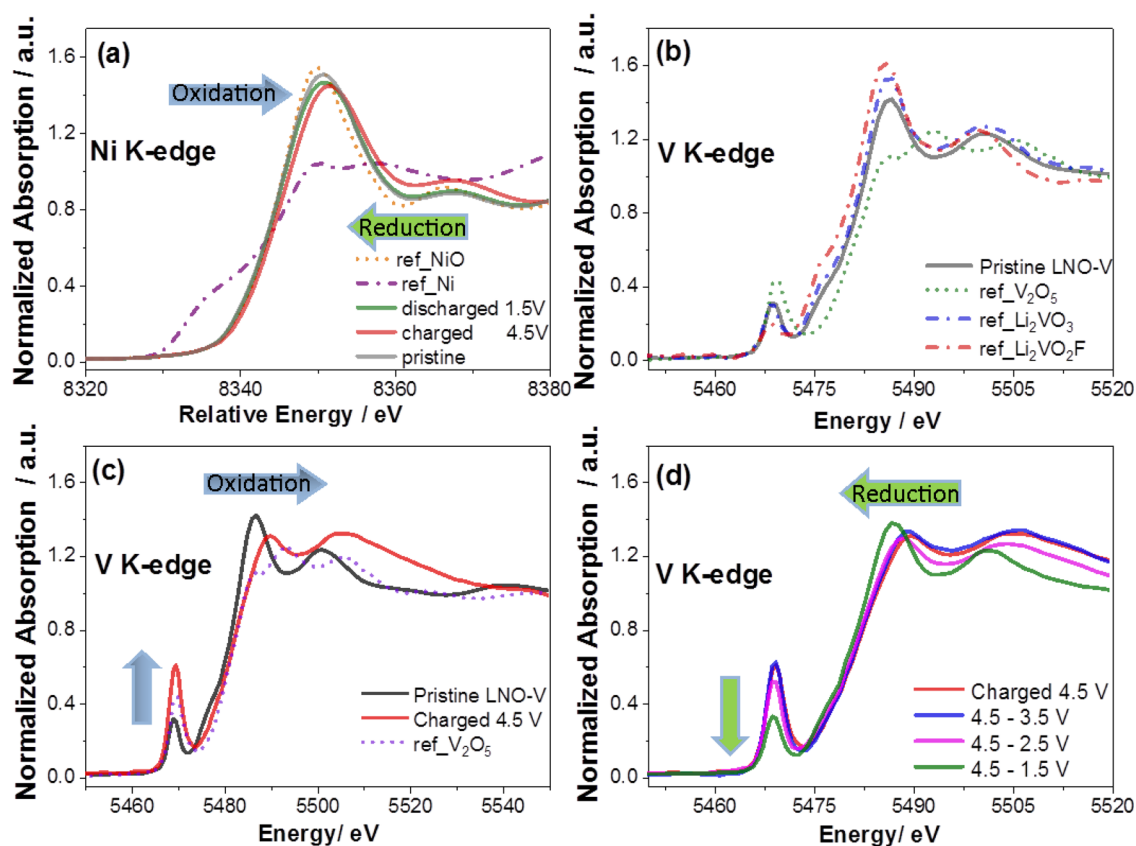 (a)
Oxidation
Ni K-edge
Reduction
ref_NiO
ref_Ni
discharged 1.5V
charged 4.5V
pristine
1.6
1.2
0.8
0.4
0.0
8320 8340 8360 8380
Relative Energy / eV
Normalized Absorption / a.u.
(b)
V K-edge
Pristine LNO-V
ref_V₂O₅
ref_Li₂VO₃
ref_Li₂VO₂F
1.6
1.2
0.8
0.4
0.0
5460 5475 5490 5505 5520
Energy / eV
Normalized Absorption / a.u.
(c)
Oxidation
V K-edge
Pristine LNO-V
Charged 4.5 V
ref_V₂O₅
1.6
1.2
0.8
0.4
0.0
5460 5480 5500 5520 5540
Energy/ eV
Normalized Absorption / a.u.
(d)
Reduction
V K-edge
Charged 4.5 V
4.5 - 3.5 V
4.5 - 2.5 V
4.5 - 1.5 V
1.6
1.2
0.8
0.4
0.0
5460 5475 5490 5505 5520
Energy/ eV
Normalized Absorption / a.u.